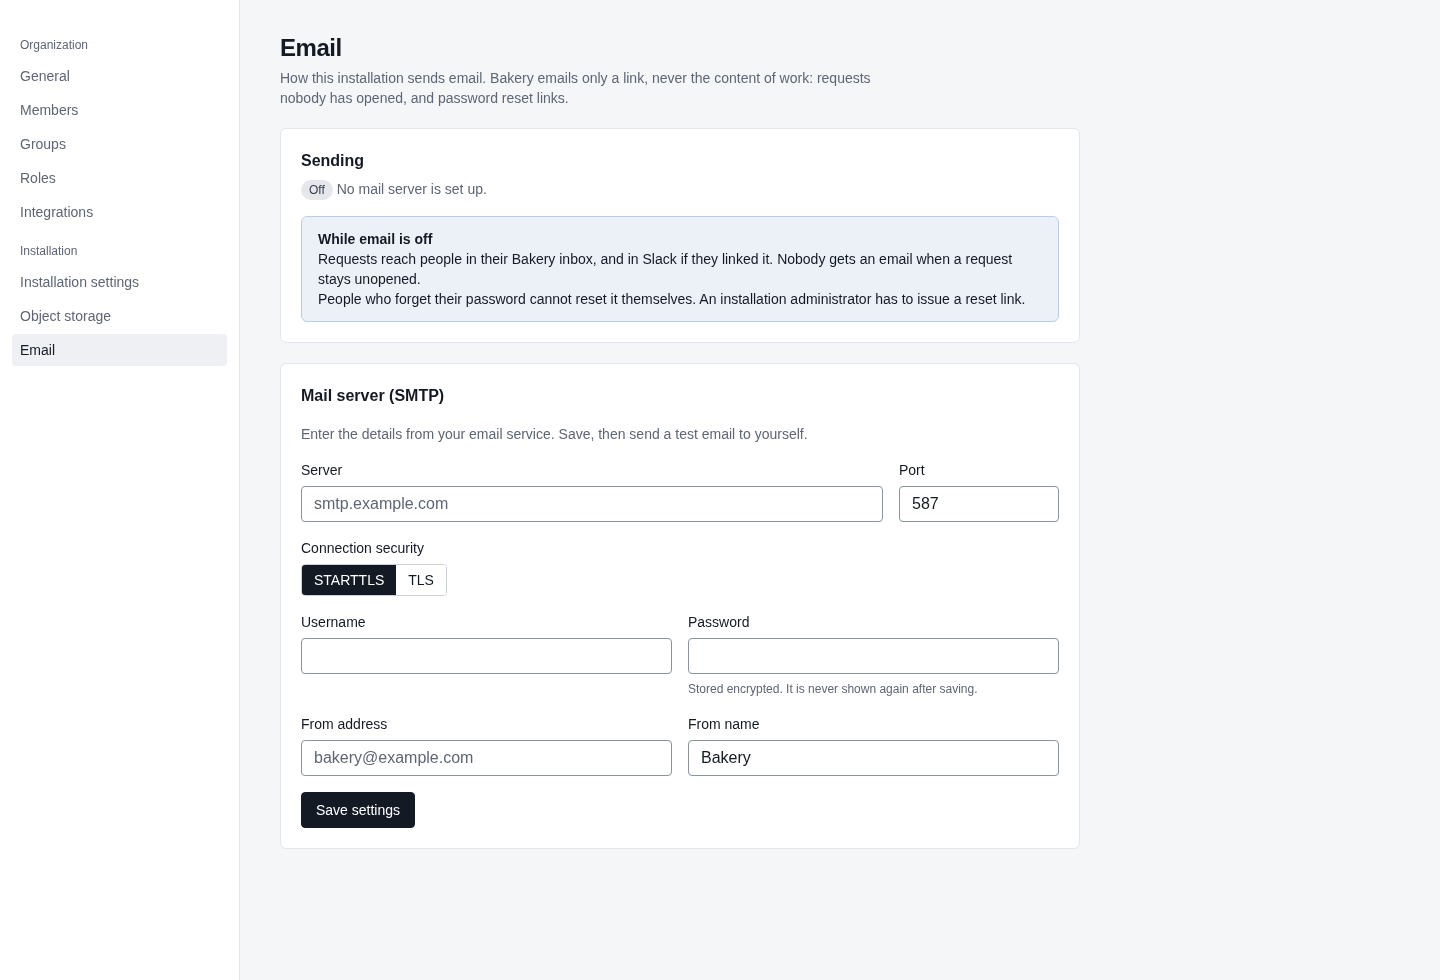 Organization
General
Members
Groups
Roles
Integrations
Installation
Installation settings
Object storage
Email
Email
How this installation sends email. Bakery emails only a link, never the content of work: requests
nobody has opened, and password reset links.
Sending
Off No mail server is set up.
While email is off
Requests reach people in their Bakery inbox, and in Slack if they linked it. Nobody gets an email when a request
stays unopened.
People who forget their password cannot reset it themselves. An installation administrator has to issue a reset link.
Mail server (SMTP)
Enter the details from your email service. Save, then send a test email to yourself.
Server Port
smtp.example.com 587
Connection security
STARTTLS TLS
Username Password
Stored encrypted. It is never shown again after saving.
From address From name
bakery@example.com Bakery
Save settings